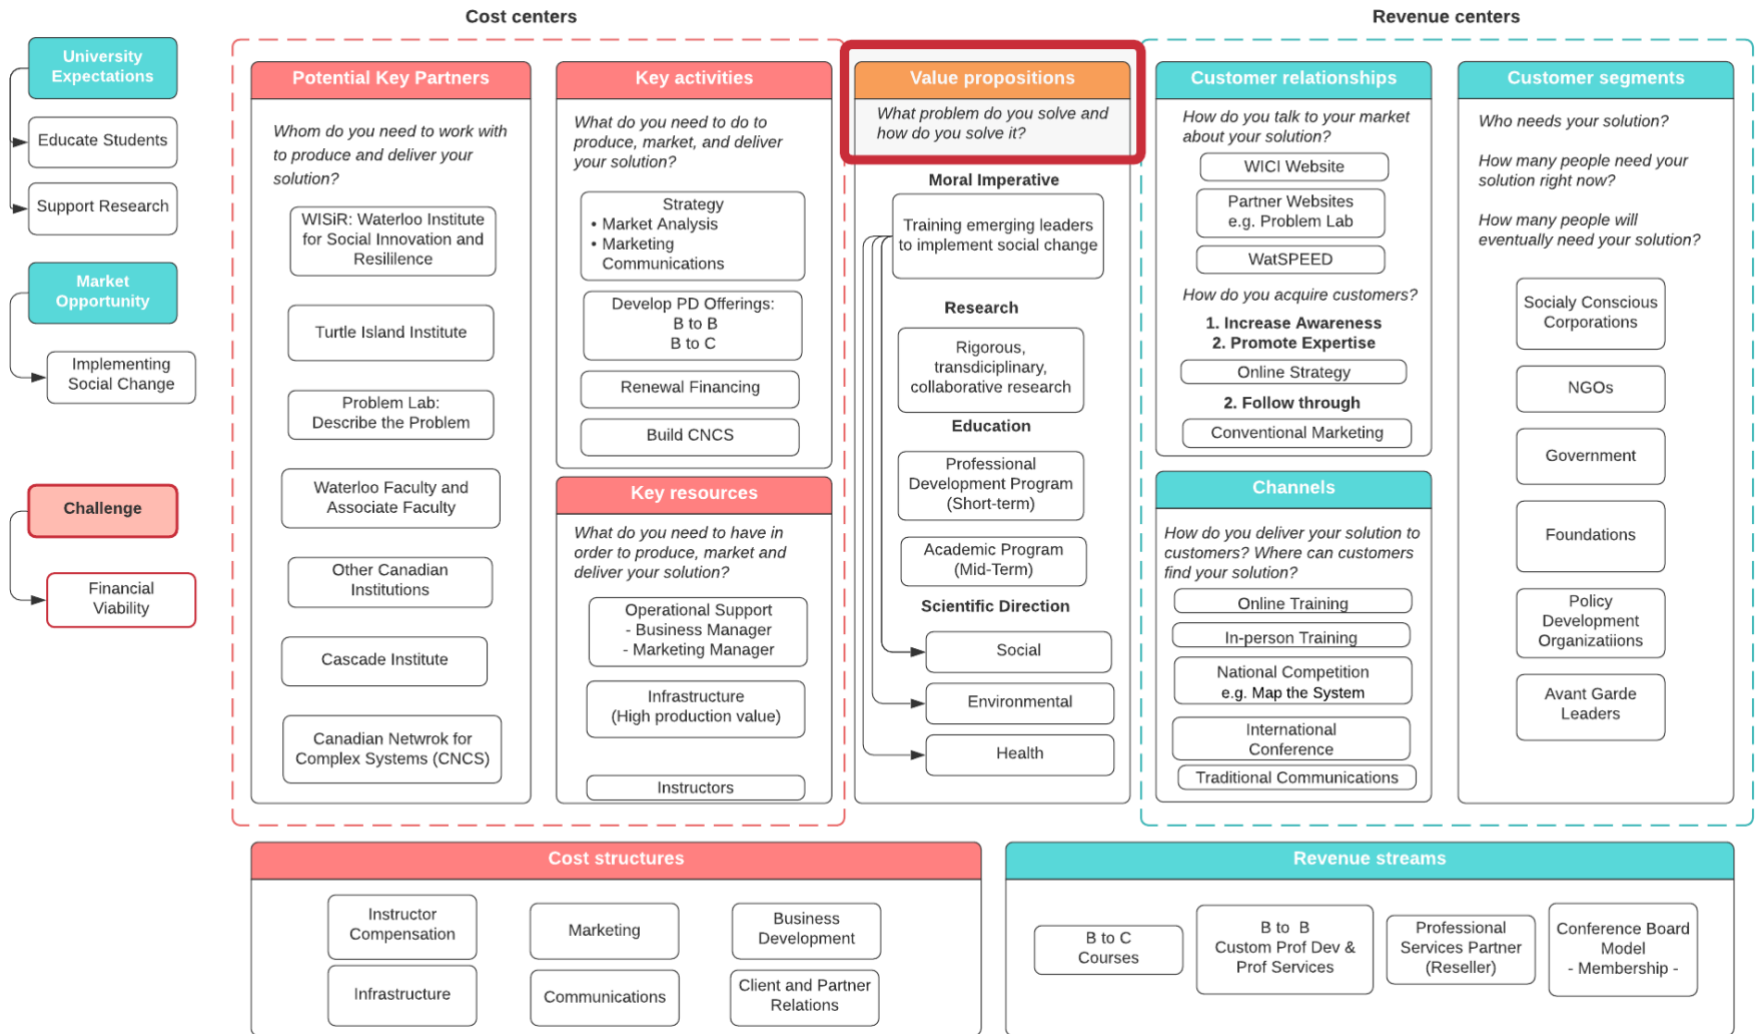 Cost centers
Revenue centers
University
Expectations
Educate Students
Support Research
Market
Opportunity
Implementing
Social Change
Challenge
Financial
Viability
Potential Key Partners
Whom do you need to work with
to produce and deliver your
solution?
WISiR: Waterloo Institute
for Social Innovation and
Resililence
Turtle Island Institute
Problem Lab:
Describe the Problem
Waterloo Faculty and
Associate Faculty
Other Canadian
Institutions
Cascade Institute
Canadian Netwrok for
Complex Systems (CNCS)
Key activities
What do you need to do to
produce, market, and deliver
your solution?
Strategy
• Market Analysis
• Marketing
Communications
Develop PD Offerings:
B to B
B to C
Renewal Financing
Build CNCS
Key resources
What do you need to have in
order to produce, market and
deliver your solution?
Operational Support
- Business Manager
- Marketing Manager
Infrastructure
(High production value)
Instructors
Value propositions
What problem do you solve and
how do you solve it?
Moral Imperative
Training emerging leaders
to implement social change
Research
Rigorous,
transdiciplinary,
collaborative research
Education
Professional
Development Program
(Short-term)
Academic Program
(Mid-Term)
Scientific Direction
Social
Environmental
Health
Customer relationships
How do you talk to your market
about your solution?
WICI Website
Partner Websites
e.g. Problem Lab
WatSPEED
How do you acquire customers?
1. Increase Awareness
2. Promote Expertise
Online Strategy
2. Follow through
Conventional Marketing
Channels
How do you deliver your solution to
customers? Where can customers
find your solution?
Online Training
In-person Training
National Competition
e.g. Map the System
International
Conference
Traditional Communications
Customer segments
Who needs your solution?
How many people need your
solution right now?
How many people will
eventually need your solution?
Socialy Conscious
Corporations
NGOs
Government
Foundations
Policy
Development
Organizatiions
Avant Garde
Leaders
Cost structures
Instructor
Compensation
Marketing
Business
Development
Infrastructure
Communications
Client and Partner
Relations
Revenue streams
B to C
Courses
B to B
Custom Prof Dev &
Prof Services
Professional
Services Partner
(Reseller)
Conference Board
Model
- Membership -